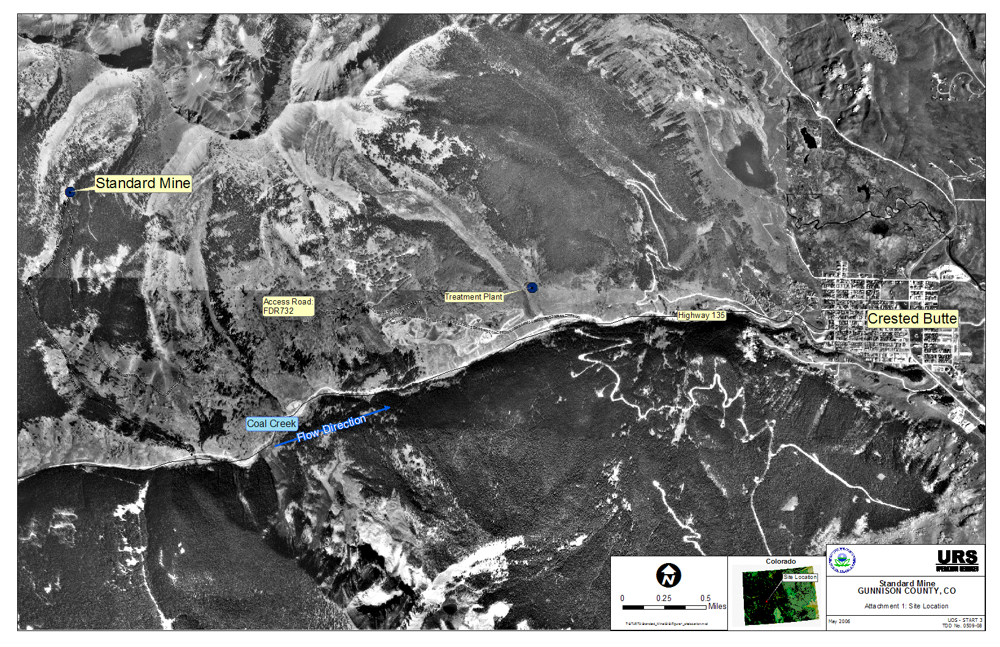 Standard Mine
Treatment Plant
Access Road:
FDR732
Highway 135
Crested Butte
Coal Creek
Flow Direction
N
0 0.25 0.5
Miles
Colorado
Site Location
URS
OPERATING SERVICES
Standard Mine
GUNNISON COUNTY, CO
Attachment 1: Site Location
May 2006
UOS - START 3
TDD No. 0509-08